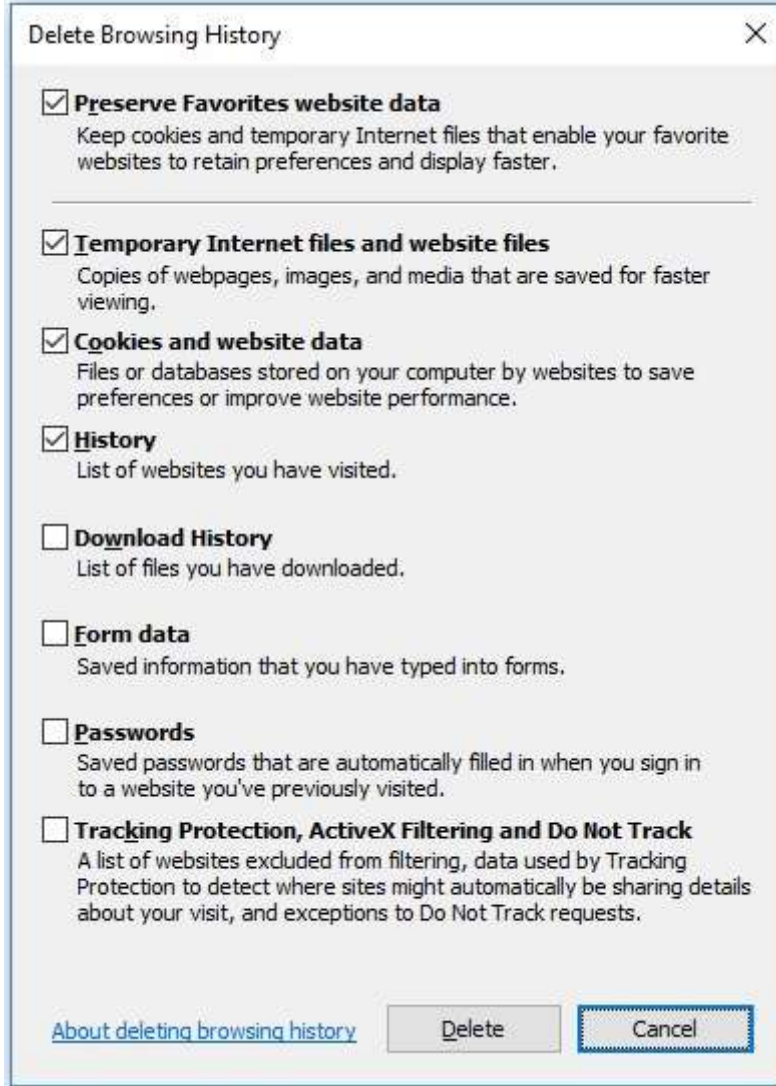 Delete Browsing History
Preserve Favorites website data
Keep cookies and temporary Internet files that enable your favorite
websites to retain preferences and display faster.
Temporary Internet files and website files
Copies of webpages, images, and media that are saved for faster
viewing.
Cookies and website data
Files or databases stored on your computer by websites to save
preferences or improve website performance.
History
List of websites you have visited.
Download History
List of files you have downloaded.
Form data
Saved information that you have typed into forms.
Passwords
Saved passwords that are automatically filled in when you sign in
to a website you've previously visited.
Tracking Protection, ActiveX Filtering and Do Not Track
A list of websites excluded from filtering, data used by Tracking
Protection to detect where sites might automatically be sharing details
about your visit, and exceptions to Do Not Track requests.
About deleting browsing history
Delete
Cancel